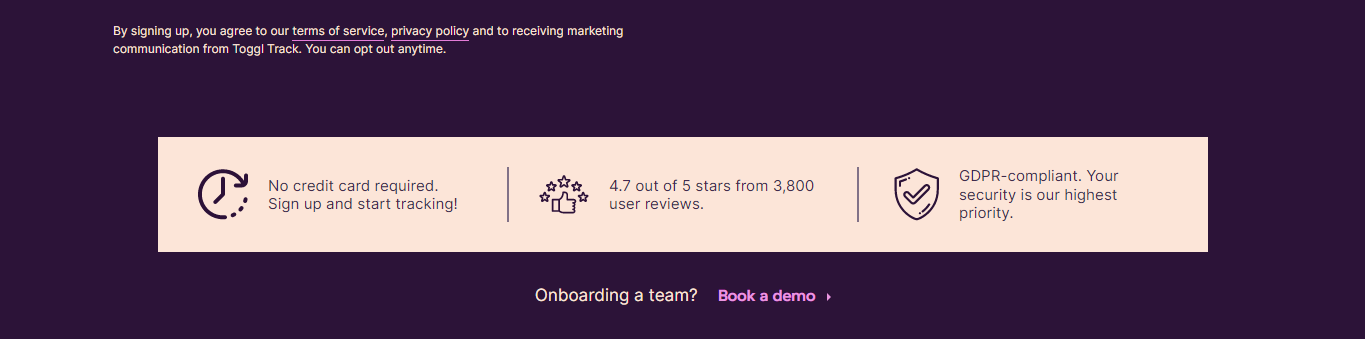 By signing up, you agree to our terms of service, privacy policy and to receiving marketing
communication from Toggl Track. You can opt out anytime.
No credit card required.
Sign up and start tracking!
4.7 out of 5 stars from 3,800
user reviews.
GDPR-compliant. Your
security is our highest
priority.
Onboarding a team? Book a demo